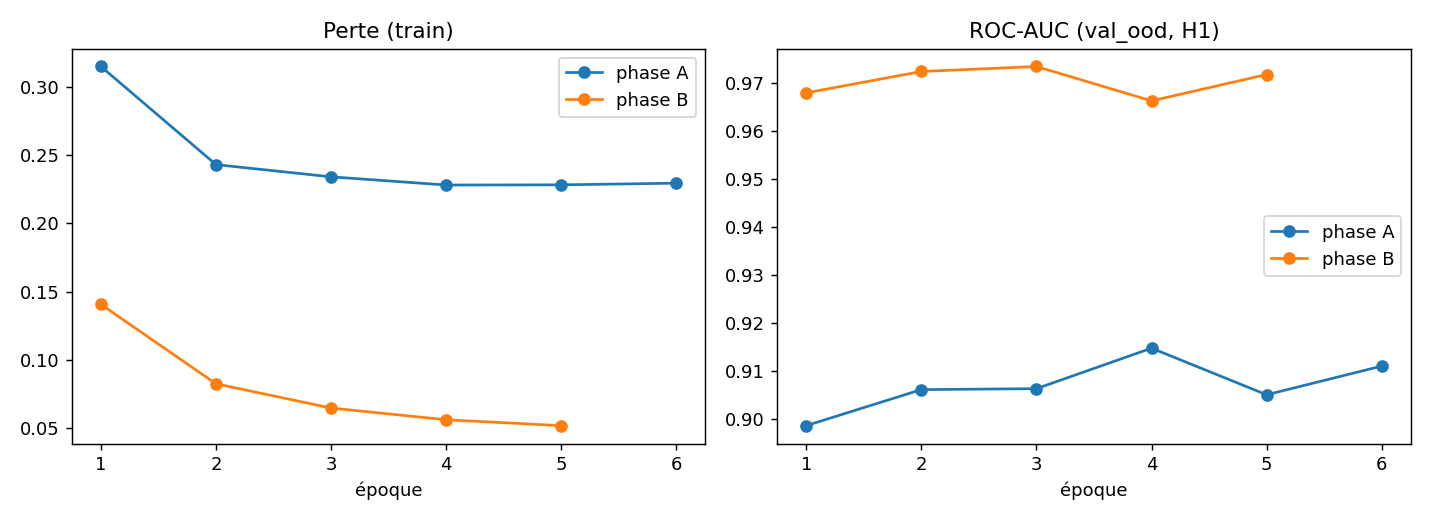 Perte (train)
0.30
0.25
0.20
0.15
0.10
0.05
1 2 3 4 5 6
époque
phase A
phase B
ROC-AUC (val_ood, H1)
0.97
0.96
0.95
0.94
0.93
0.92
0.91
0.90
1 2 3 4 5 6
époque
phase A
phase B